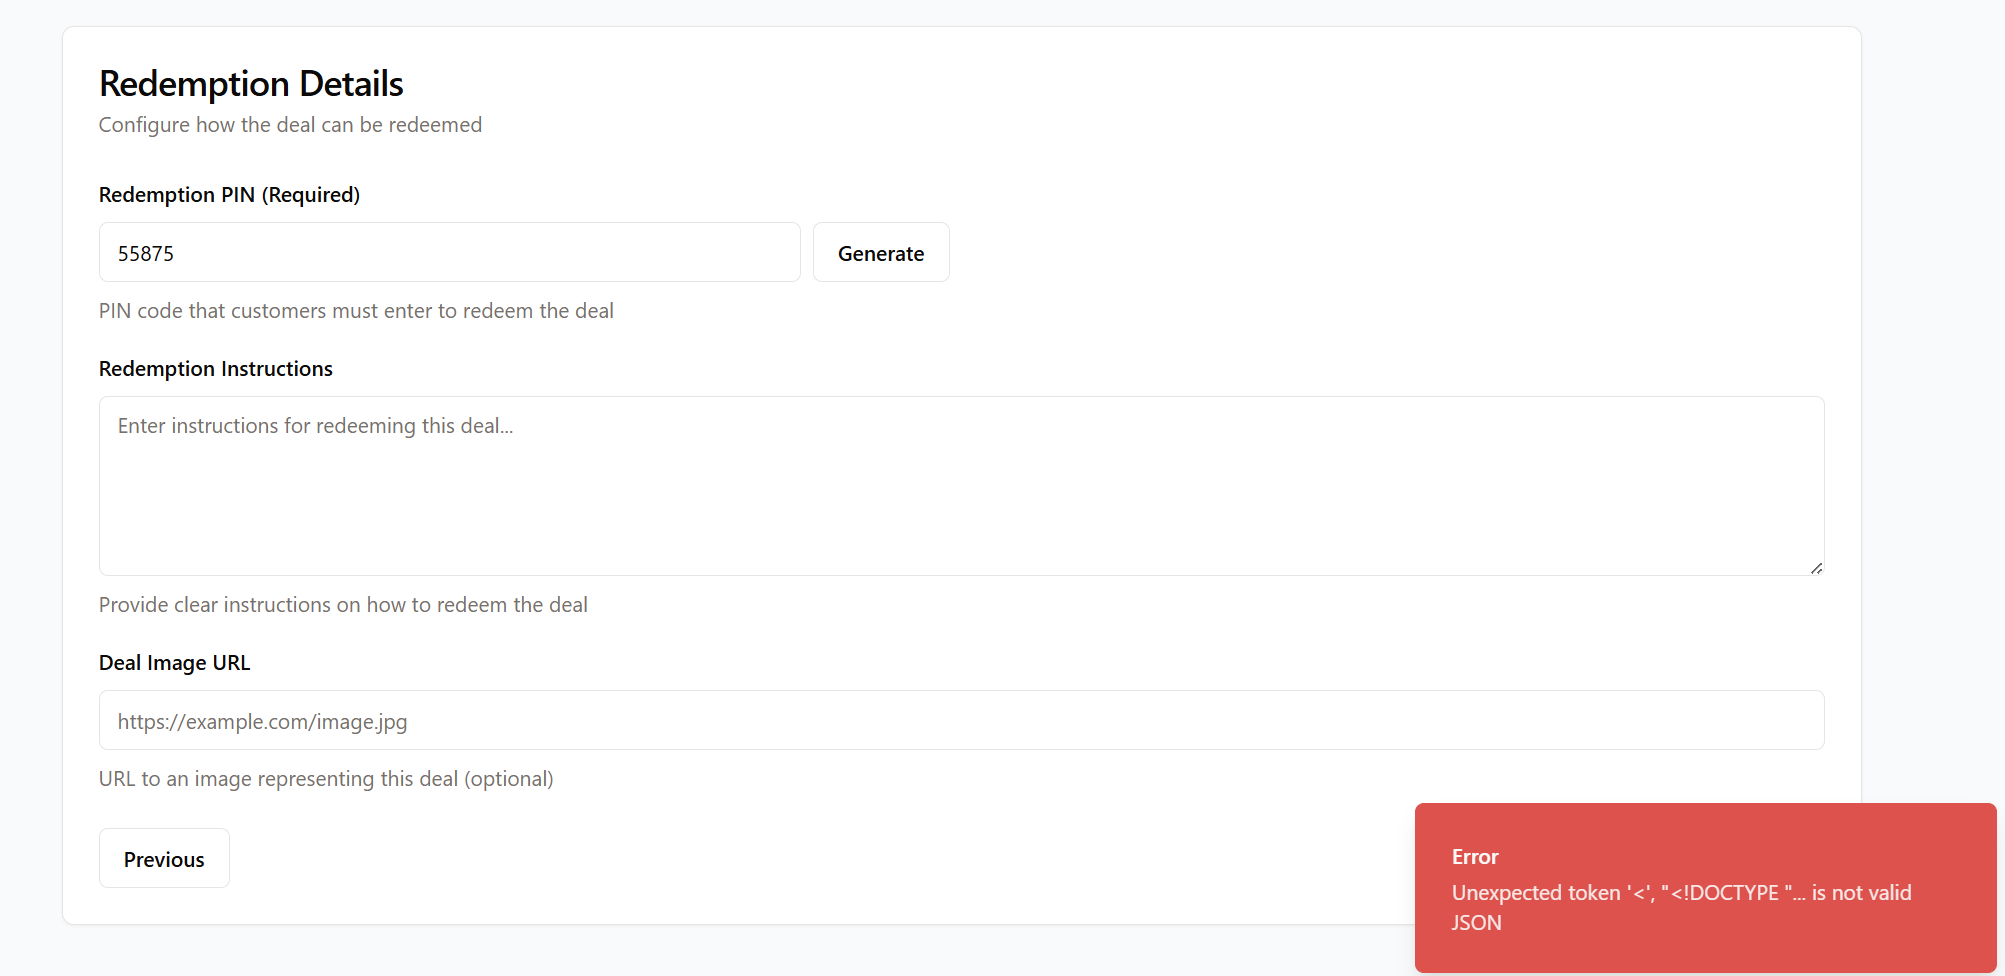 Redemption Details
Configure how the deal can be redeemed
Redemption PIN (Required)
55875
Generate
PIN code that customers must enter to redeem the deal
Redemption Instructions
Enter instructions for redeeming this deal...
Provide clear instructions on how to redeem the deal
Deal Image URL
https://example.com/image.jpg
URL to an image representing this deal (optional)
Previous
Error
Unexpected token '<', "<!DOCTYPE "... is not valid
JSON